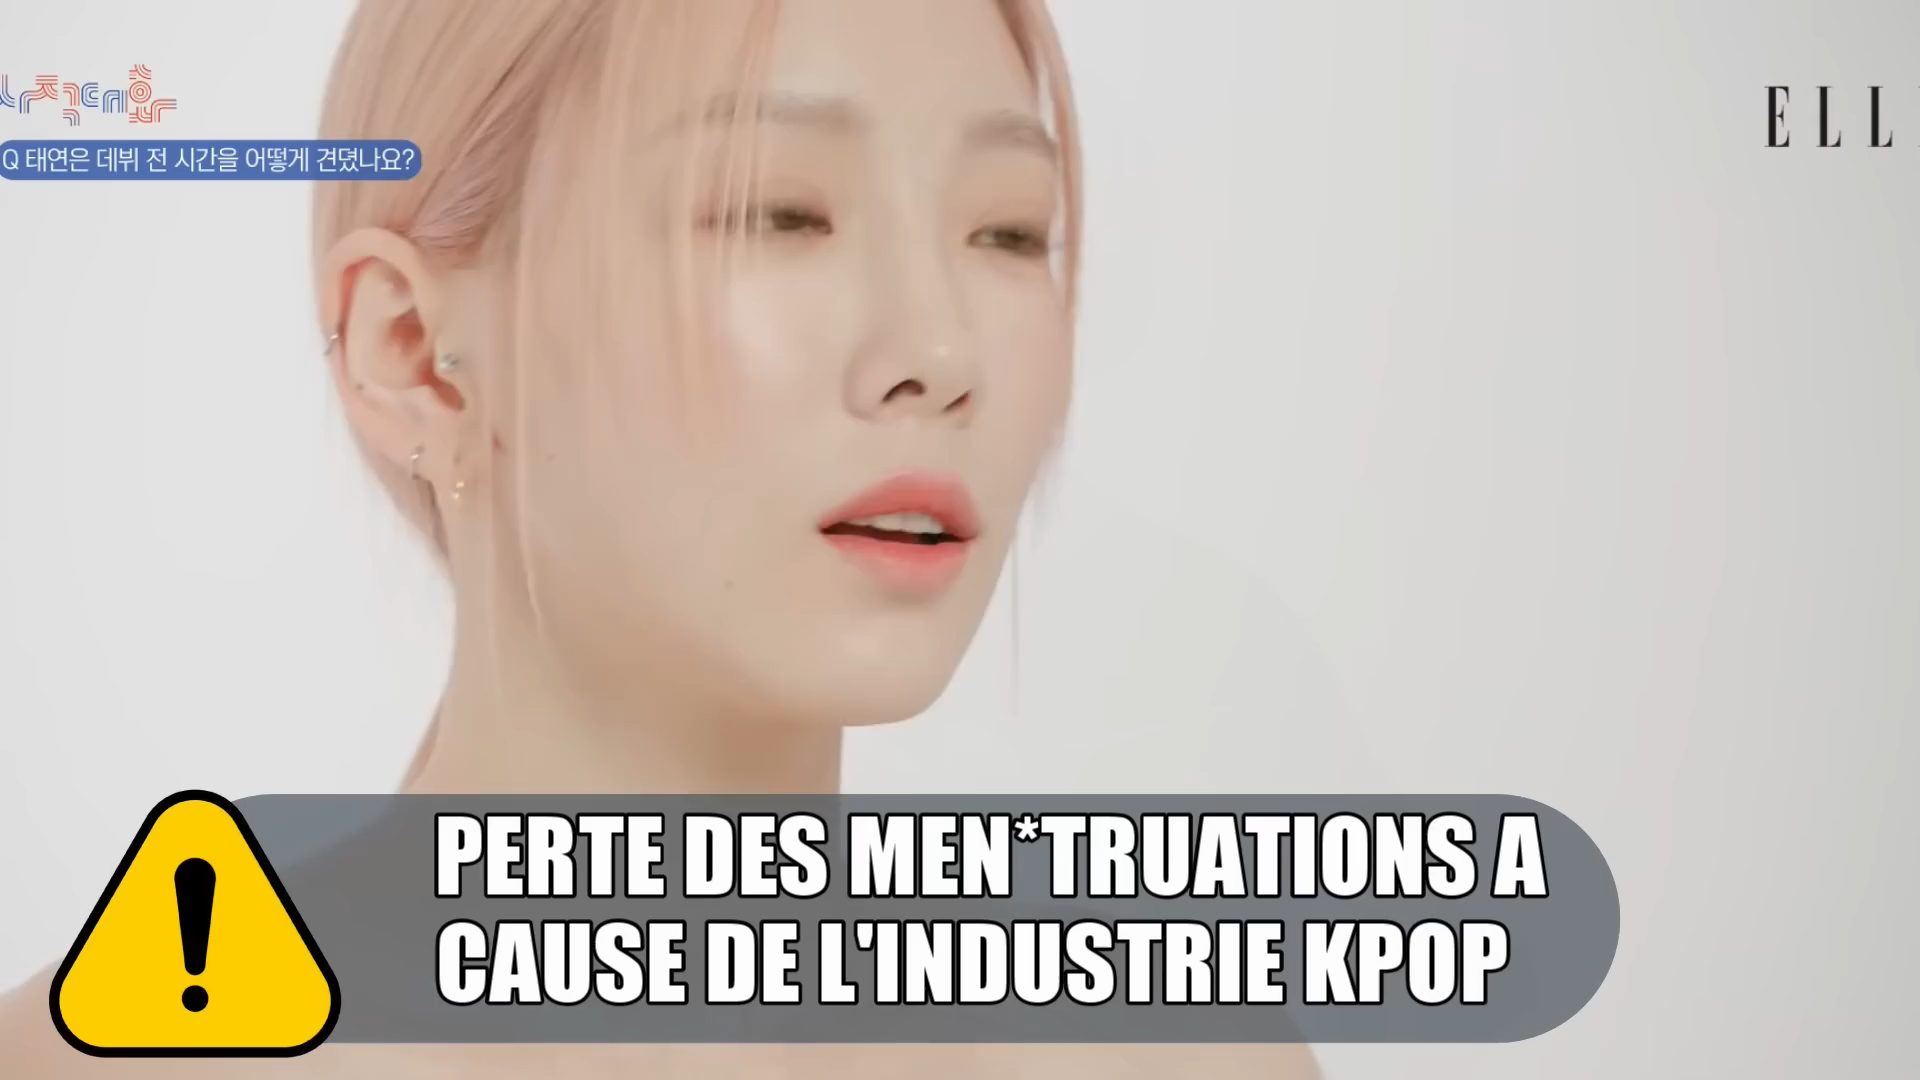 Q 태연은 데뷔 전 시간을 어떻게 견뎠나요?
ELL
PERTE DES MEN*TRUATIONS A
CAUSE DE L'INDUSTRIE KPOP